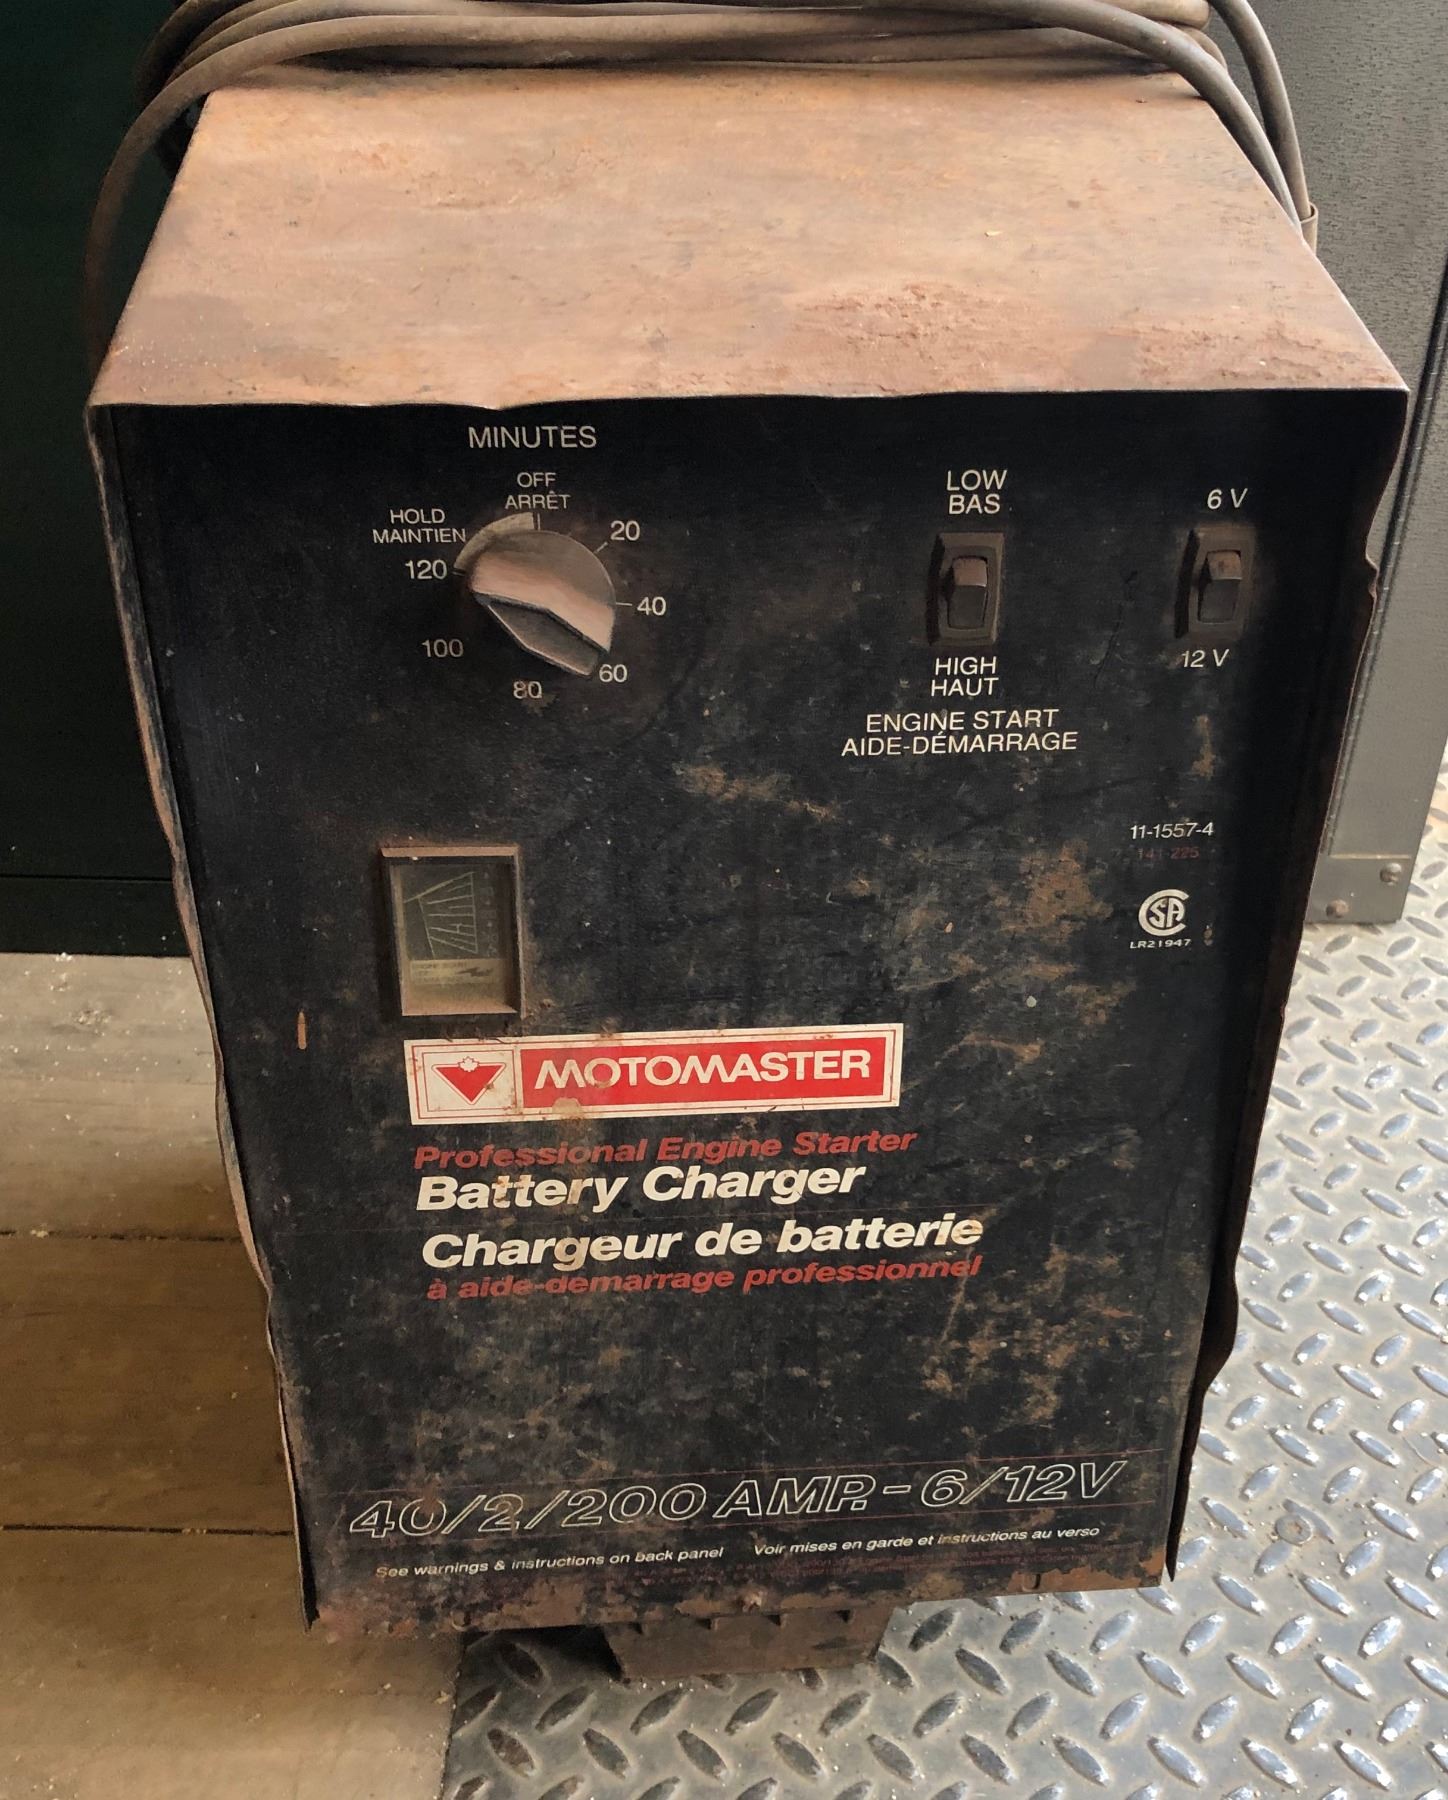 MINUTES
OFF
ARRÊT
HOLD
MAINTIEN
20
40
60
80
100
120
LOW
BAS
HIGH
HAUT
ENGINE START
AIDE-DÉMARRAGE
6 V
12 V
11-1557-4
141-225
CSA
LR21947
MOTOMASTER
Professional Engine Starter
Battery Charger
Chargeur de batterie
à aide-demarrage professionnel
40/2/200 AMP.-6/12V
See warnings & instructions on back panel Voir mises en garde et instructions au verso